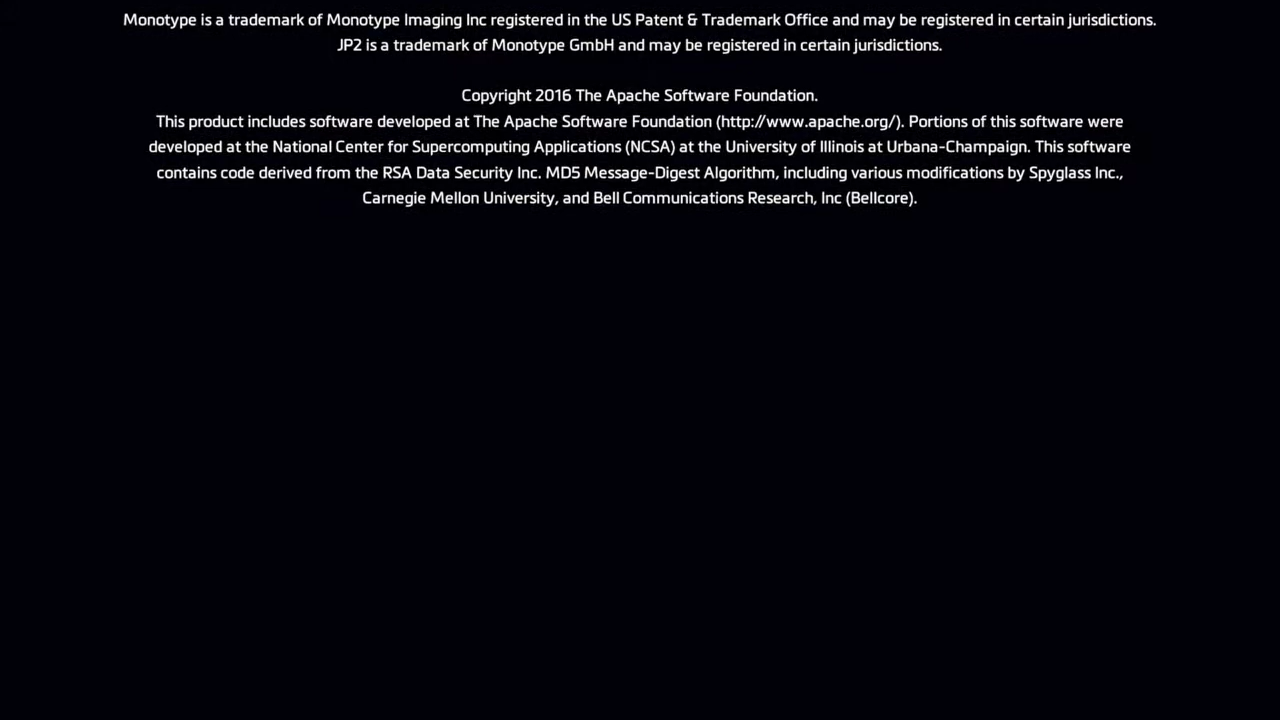 Monotype is a trademark of Monotype Imaging Inc registered in the US Patent & Trademark Office and may be registered in certain jurisdictions.
JP2 is a trademark of Monotype GmbH and may be registered in certain jurisdictions.
Copyright 2016 The Apache Software Foundation.
This product includes software developed at The Apache Software Foundation (http://www.apache.org/). Portions of this software were
developed at the National Center for Supercomputing Applications (NCSA) at the University of Illinois at Urbana-Champaign. This software
contains code derived from the RSA Data Security Inc. MD5 Message-Digest Algorithm, including various modifications by Spyglass Inc.,
Carnegie Mellon University, and Bell Communications Research, Inc (Bellcore).